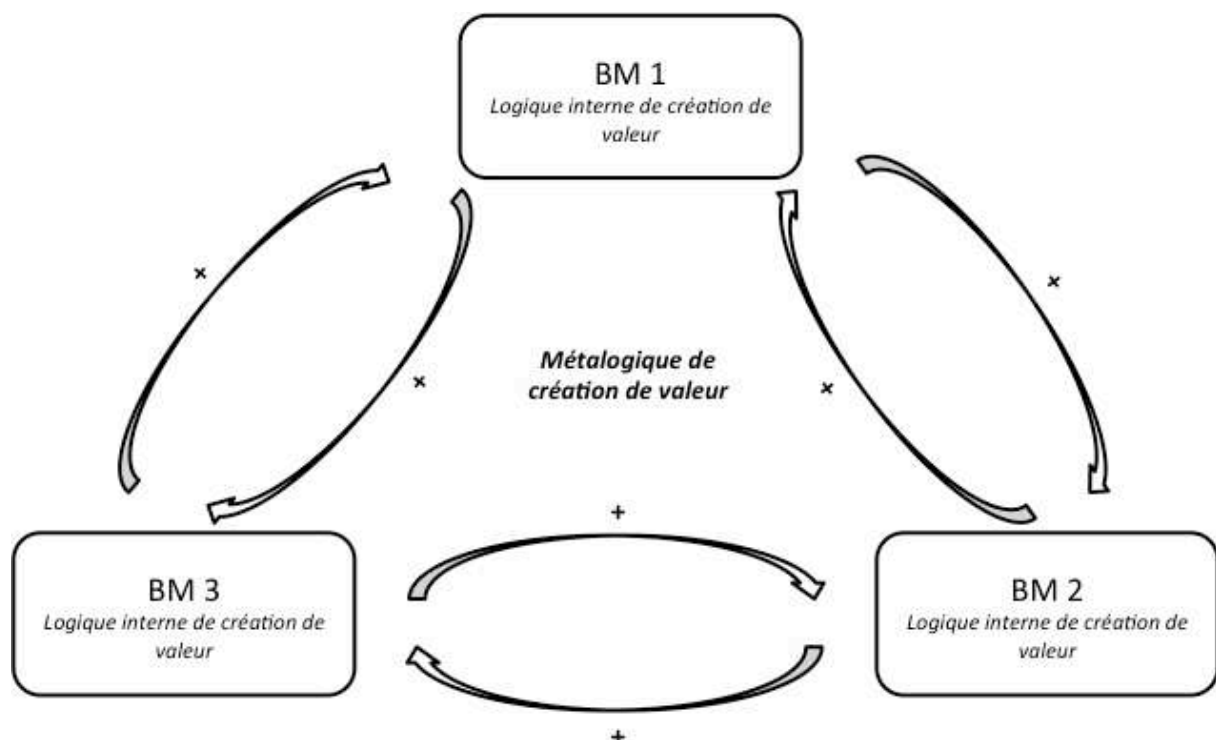 BM 1
Logique interne de création de
valeur
+
+
+
+
Métalogique de
création de valeur
+
BM 3
Logique interne de création de
valeur
BM 2
Logique interne de création de
valeur
+